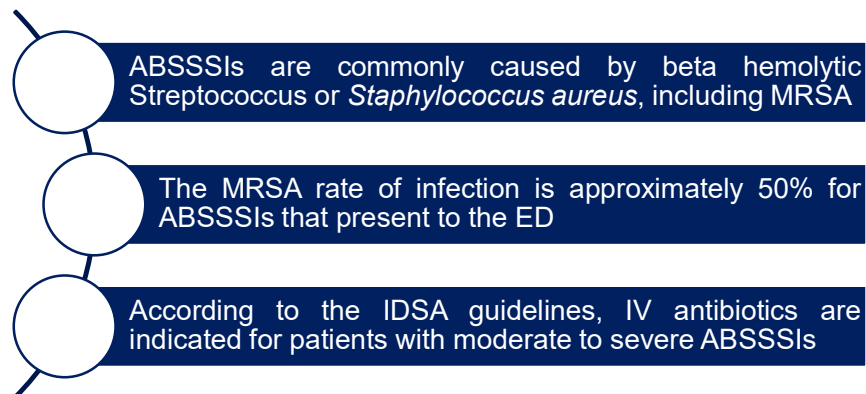 ABSSSIs are commonly caused by beta hemolytic
Streptococcus or Staphylococcus aureus, including MRSA
The MRSA rate of infection is approximately 50% for
ABSSSIs that present to the ED
According to the IDSA guidelines, IV antibiotics are
indicated for patients with moderate to severe ABSSSIs